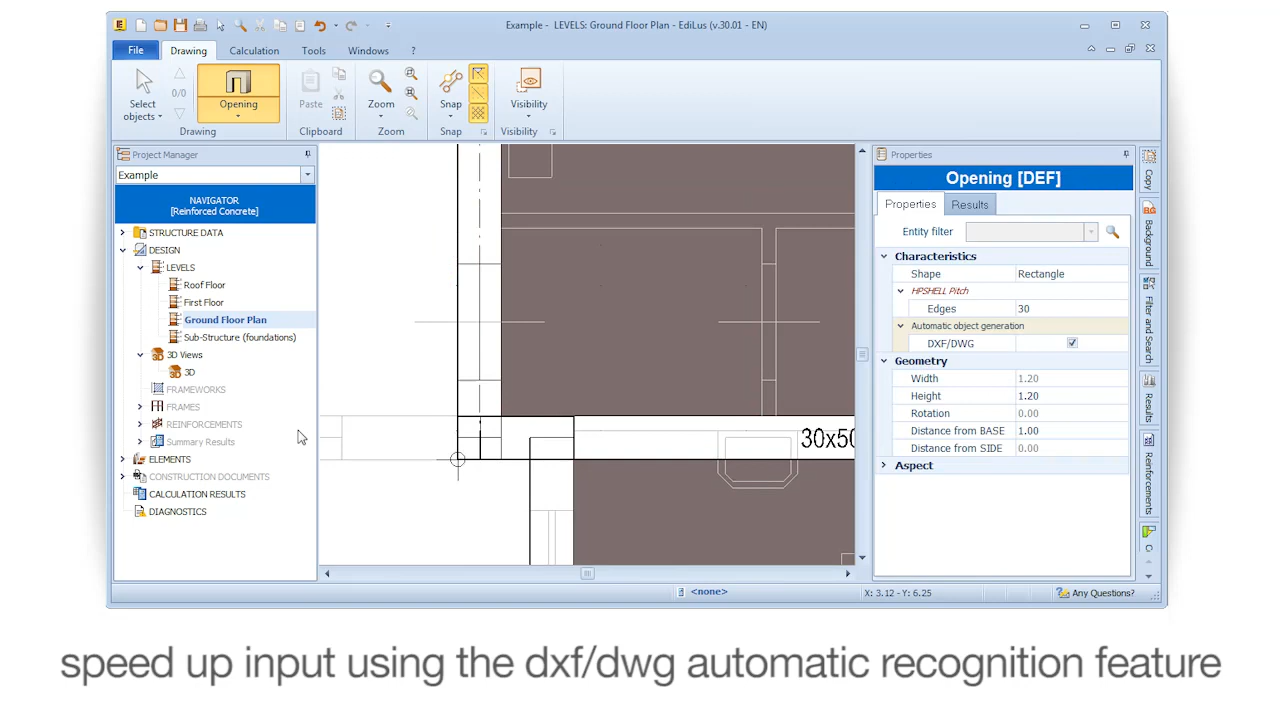 Example - LEVELS: Ground Floor Plan - EdiLus (v.30.01 - EN)
File
Drawing
Calculation
Tools
Windows
?
Select
objects
0/0
Opening
Drawing
Paste
Clipboard
Zoom
Zoom
Snap
Snap
Visibility
Visibility
Project Manager
Example
NAVIGATOR
[Reinforced Concrete]
STRUCTURE DATA
DESIGN
LEVELS
Roof Floor
First Floor
Ground Floor Plan
Sub-Structure (foundations)
3D Views
3D
FRAMEWORKS
FRAMES
REINFORCEMENTS
Summary Results
ELEMENTS
CONSTRUCTION DOCUMENTS
CALCULATION RESULTS
DIAGNOSTICS
30x50
Properties
Opening [DEF]
Properties
Results
Entity filter
Characteristics
Shape Rectangle
HPSHELL Pitch
Edges 30
Automatic object generation
DXF/DWG
Geometry
Width 1.20
Height 1.20
Rotation 0.00
Distance from BASE 1.00
Distance from SIDE 0.00
Aspect
Copy
BG
Background
Filter and Search
Results
Reinforcements
<none>
X: 3.12 - Y: 6.25
Any Questions?
speed up input using the dxf/dwg automatic recognition feature